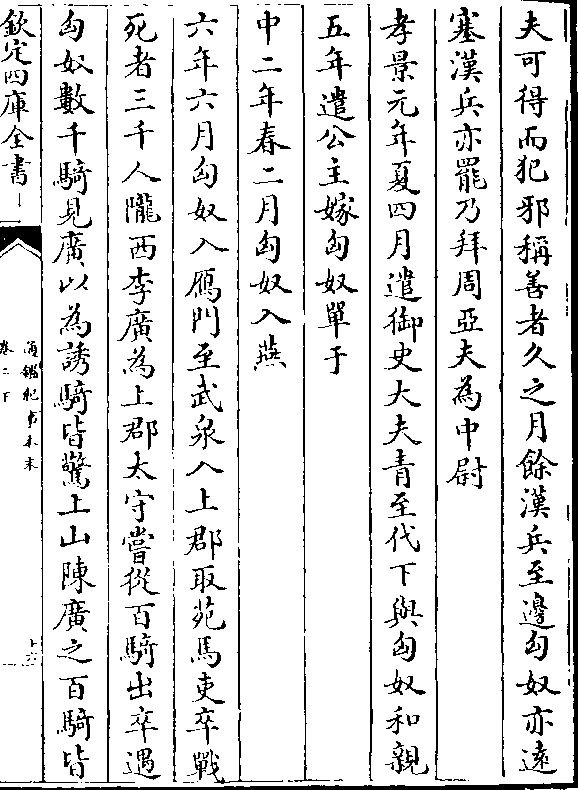 夫可得而犯邪稱善者久之月餘漢兵至邊匈奴亦遠
塞漢兵亦罷乃拜周亞夫為中尉
孝景元年夏四月遣御史大夫青至代下與匈奴和親
五年遣公主嫁匈奴單于
中二年春二月匈奴入燕
六年六月匈奴入鴈門至武泉入上郡取苑馬吏卒戰
死者三千人隴西李廣為上郡太守嘗從百騎出卒遇
匈奴數千騎見廣以為誘騎皆驚上山陳廣之百騎皆
欽定四庫全書
通鑑紀事本末
卷二下